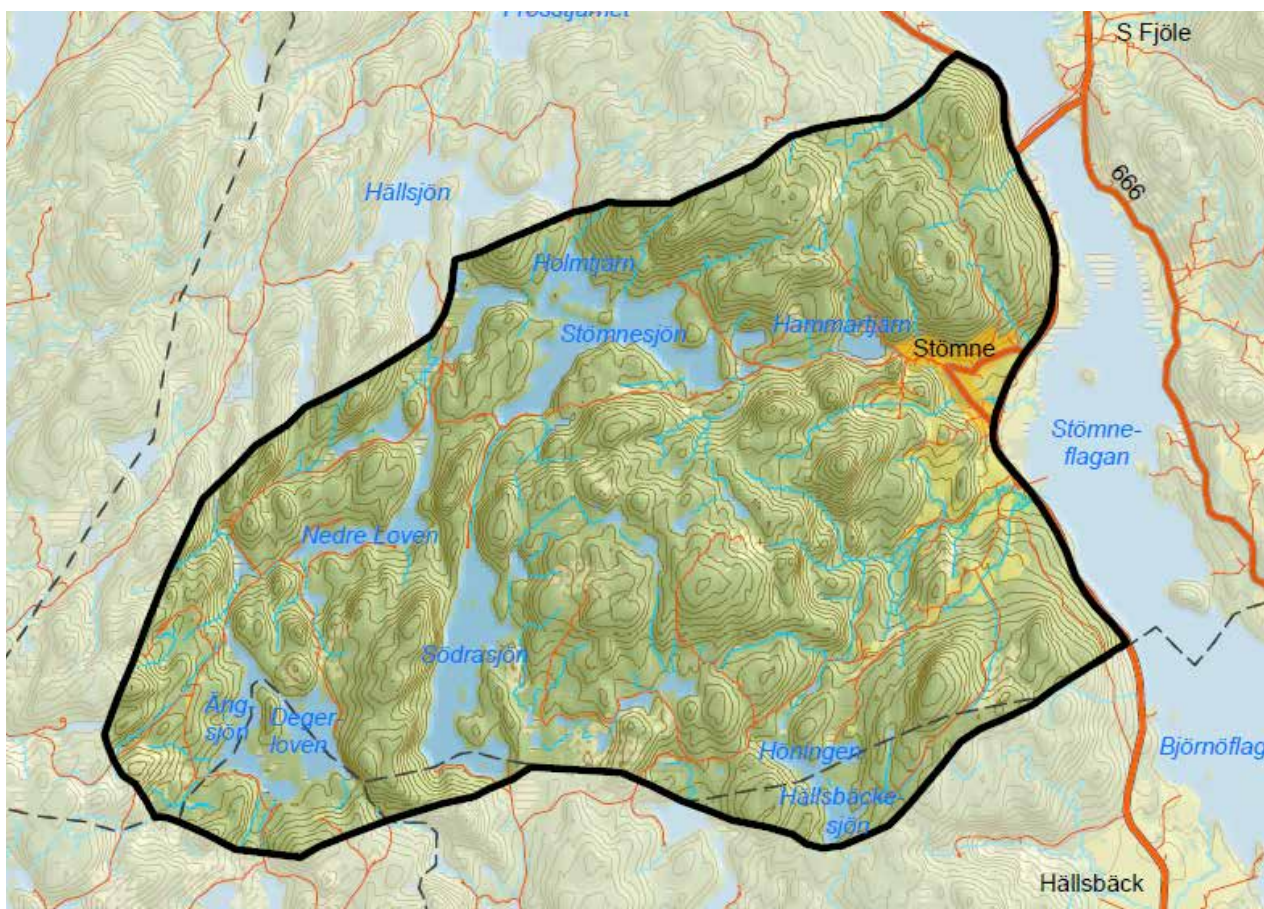 S Fjöle
Hällsjön
666
Holmtjärn
Stömnesjön
Hammartjärn
Stömne
Stömne-
flagan
Nedre Loven
Södrasjön
Äng-
sjön
Deger-
loven
Höningen
Björnöflag
Hällsbäcke-
sjön
Hällsbäck